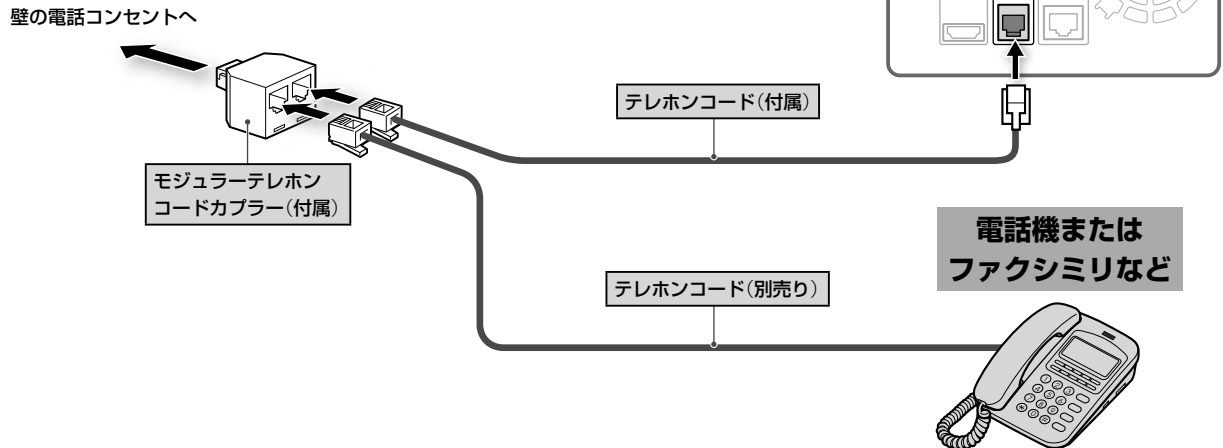 壁の電話コンセントへ
テレホンコード(付属)
モジュラーテレホン
コードカプラー(付属)
電話機または
ファクシミリなど
テレホンコード(別売り)